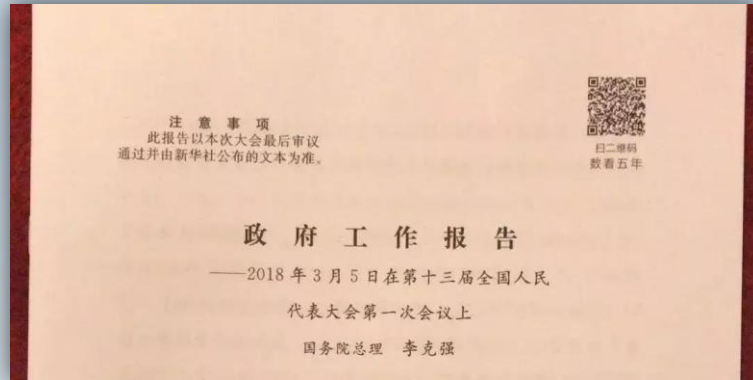 注意事项
此报告以本次大会最后审议
通过并由新华社公布的文本为准。
扫二维码
数看五年
政府工作报告
——2018年3月5日在第十三届全国人民
代表大会第一次会议上
国务院总理 李克强